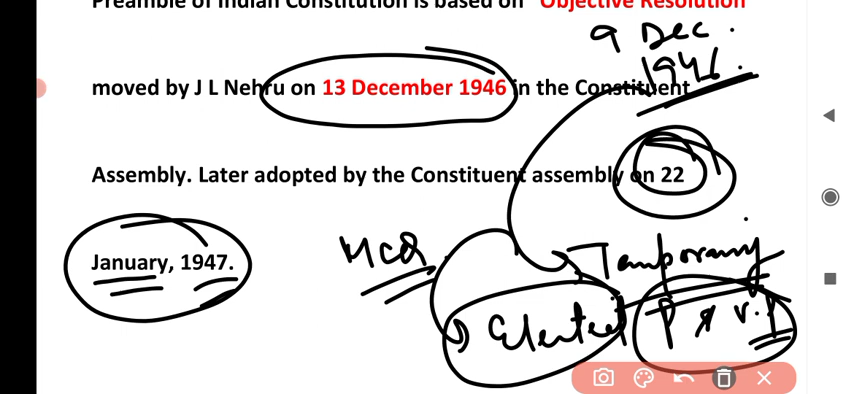 Preamble of Indian Constitution is based on "Objective Resolution"
9 Dec.
1946.
moved by J L Nehru on 13 December 1946 in the Constituent
Assembly. Later adopted by the Constituent assembly on 22
January, 1947.
MCQ
Temporary
Elected P & V.P